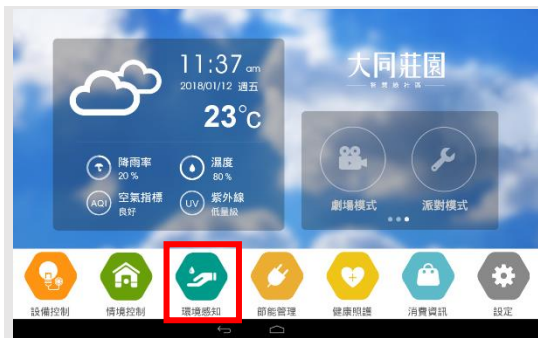 11:37 am
2018/01/12 週五
23°C
降雨率
20 %
濕度
80 %
AQI
空氣指標
良好
UV
紫外線
低量級
大同莊園
劇場模式
派對模式
設備控制
情境控制
環境感知
節能管理
健康照護
消費資訊
設定